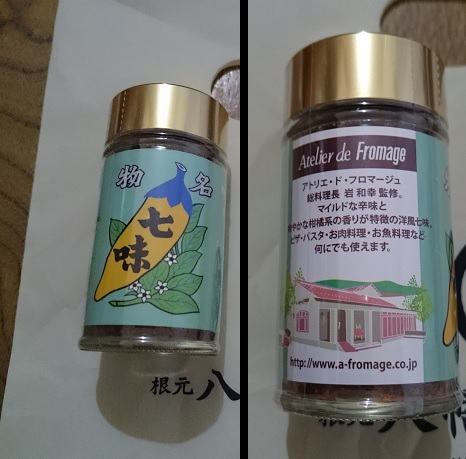 名物
七味
根元 八
Atelier de Fromage
アトリエ・ド・フロマージュ
総料理長 岩 和幸 監修。
マイルドな辛味と
やかな柑橘系の香りが特徴の洋風七味。
ピザ・パスタ・お肉料理・お魚料理など
何にでも使えます。
http://www.a-fromage.co.jp